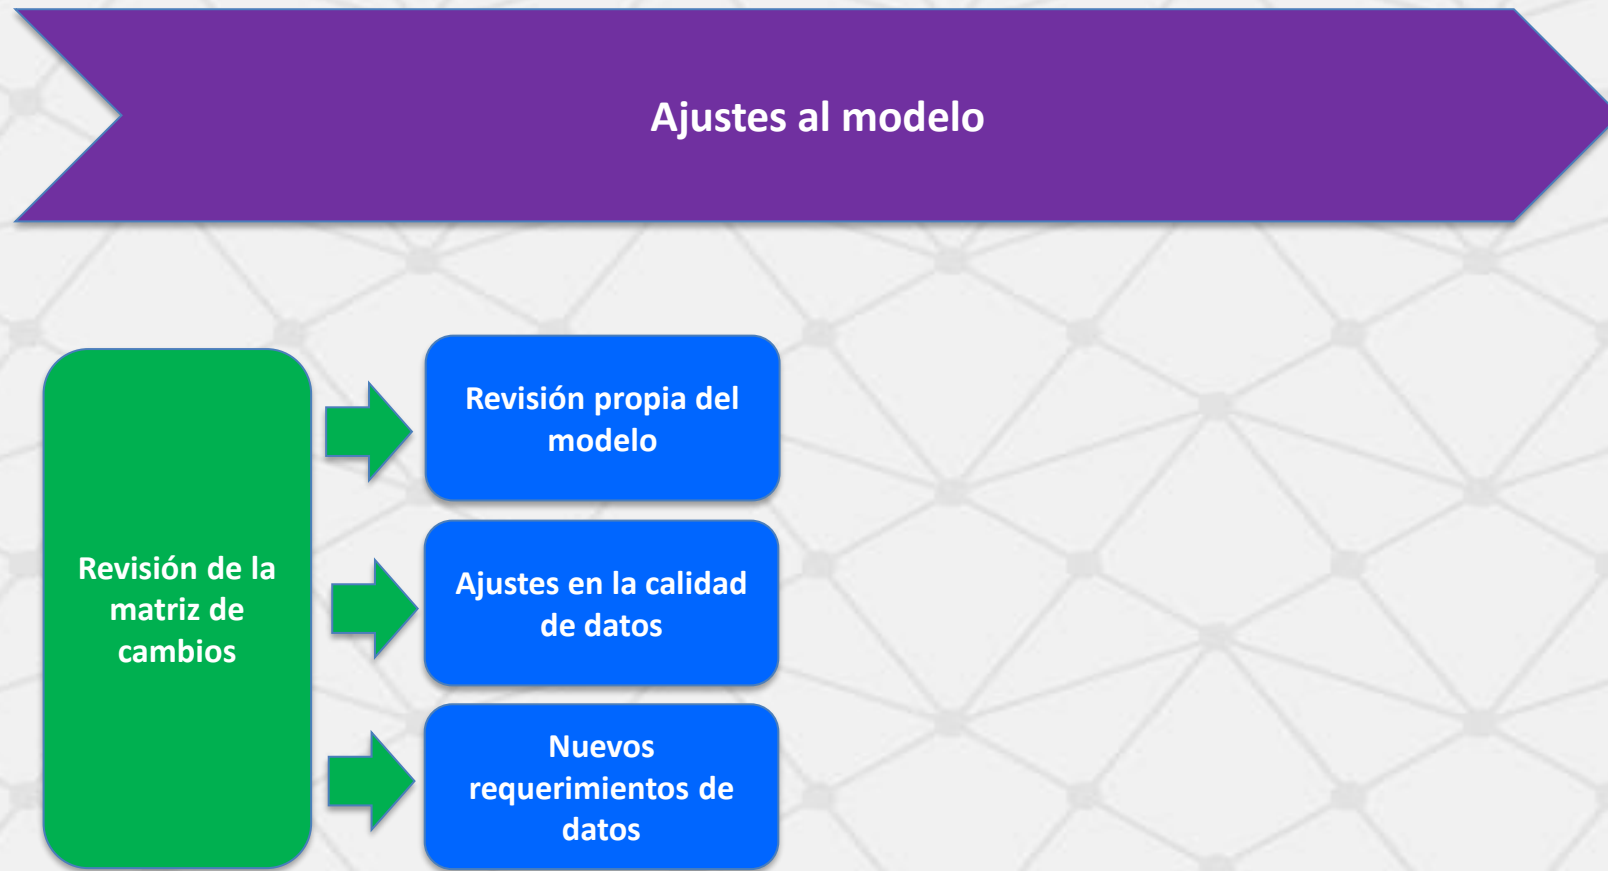 Ajustes al modelo
Revisión de la
matriz de
cambios
Revisión propia del
modelo
Ajustes en la calidad
de datos
Nuevos
requerimientos de
datos